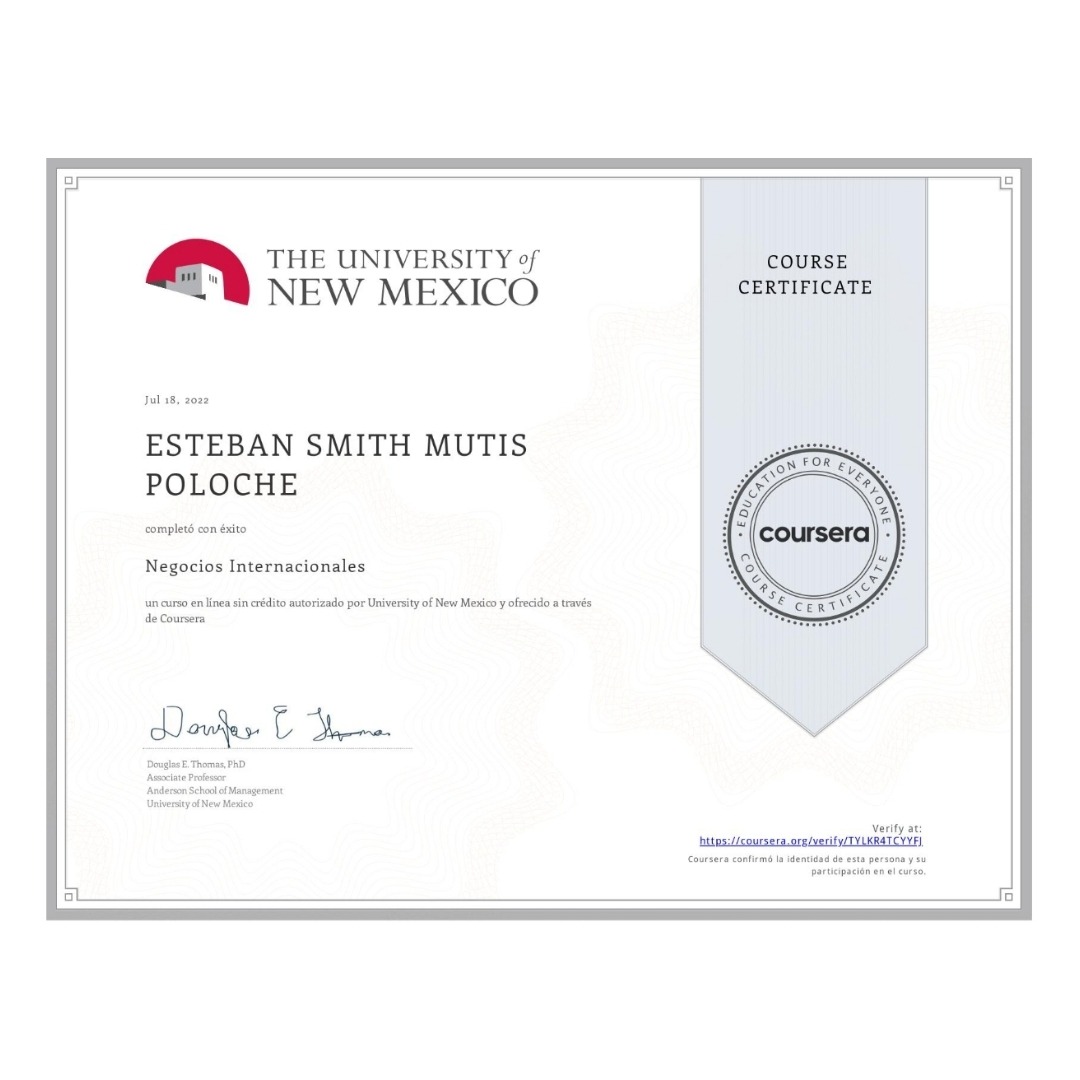 THE UNIVERSITY of
NEW MEXICO
COURSE
CERTIFICATE
Jul 18, 2022
ESTEBAN SMITH MUTIS
POLOCHE
completó con éxito
Negocios Internacionales
un curso en línea sin crédito autorizado por University of New Mexico y ofrecido a través
de Coursera
EDUCATION FOR EVERYONE
coursera
COURSE CERTIFICATE
Douglas E Thomas
Douglas E. Thomas, PhD
Associate Professor
Anderson School of Management
University of New Mexico
Verify at:
https://coursera.org/verify/TYLKR4TCYYFJ
Coursera confirmó la identidad de esta persona y su
participación en el curso.